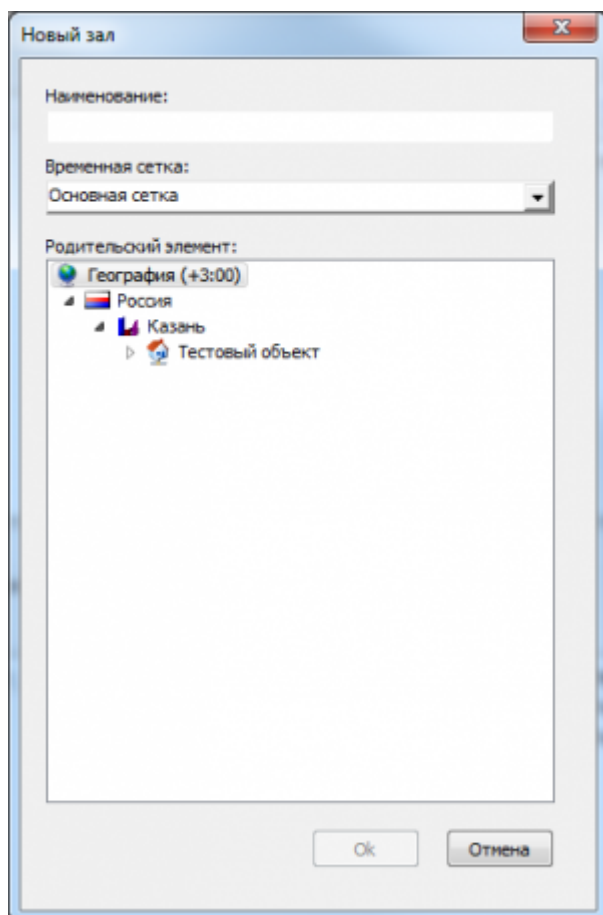 Новый зал
Наименование:
Временная сетка:
Основная сетка
Родительский элемент:
География (+3:00)
Россия
Казань
Тестовый объект
Ok
Отмена